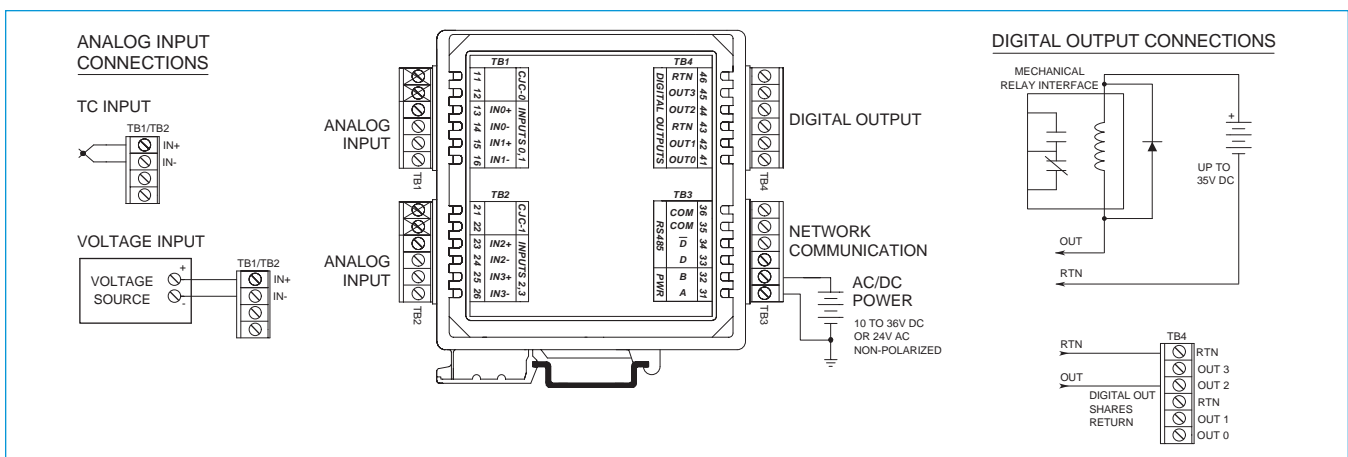 ANALOG INPUT
CONNECTIONS
TC INPUT
TB1/TB2
IN+
IN-
VOLTAGE INPUT
VOLTAGE
SOURCE
+
-
TB1/TB2
IN+
IN-
ANALOG
INPUT
TB1
ANALOG
INPUT
TB2
TB1
11
12
CJC-0
13 IN0+
14 IN0-
15 IN1+
16 IN1-
INPUTS 0,1
TB2
21
22
CJC-1
23 IN2+
24 IN2-
25 IN3+
26 IN3-
INPUTS 2,3
TB4
DIGITAL OUTPUTS
RTN 46
OUT3 45
OUT2 44
RTN 43
OUT1 42
OUT0 41
TB3
RS485
COM 36
COM 35
D 34
D 33
PWR
B 32
A 31
DIGITAL OUTPUT
TB4
NETWORK
COMMUNICATION
TB3
AC/DC
POWER
10 TO 36V DC
OR 24V AC
NON-POLARIZED
DIGITAL OUTPUT CONNECTIONS
MECHANICAL
RELAY INTERFACE
+
UP TO
35V DC
OUT
RTN
TB4
RTN
RTN
OUT 3
OUT
OUT 2
DIGITAL OUT
SHARES
RETURN
RTN
OUT 1
OUT 0